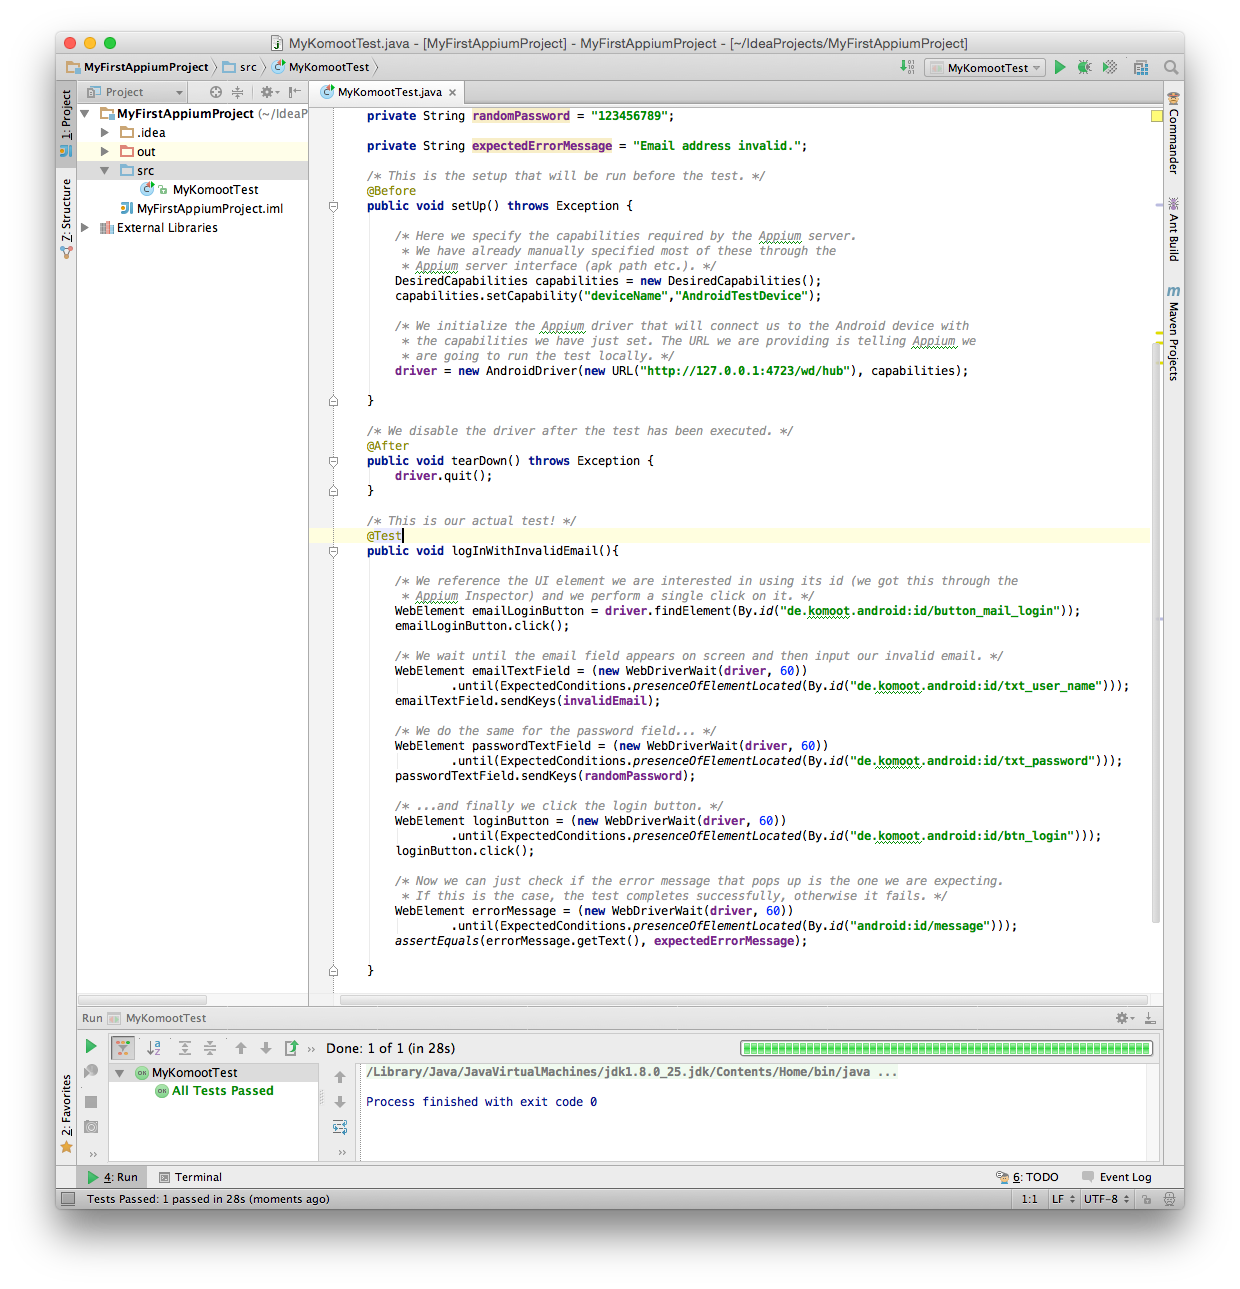 MyKomootTest.java - [MyFirstAppiumProject] - MyFirstAppiumProject - [~/IdeaProjects/MyFirstAppiumProject]
MyFirstAppiumProject src MyKomootTest
MyKomootTest
1: Project
Z: Structure
2: Favorites
Project
MyFirstAppiumProject (~/IdeaP
.idea
out
src
MyKomootTest
MyFirstAppiumProject.iml
External Libraries
MyKomootTest.java
private String randomPassword = "123456789";
private String expectedErrorMessage = "Email address invalid.";
/* This is the setup that will be run before the test. */
@Before
public void setUp() throws Exception {
/* Here we specify the capabilities required by the Appium server.
* We have already manually specified most of these through the
* Appium server interface (apk path etc.). */
DesiredCapabilities capabilities = new DesiredCapabilities();
capabilities.setCapability("deviceName","AndroidTestDevice");
/* We initialize the Appium driver that will connect us to the Android device with
* the capabilities we have just set. The URL we are providing is telling Appium we
* are going to run the test locally. */
driver = new AndroidDriver(new URL("http://127.0.0.1:4723/wd/hub"), capabilities);
}
/* We disable the driver after the test has been executed. */
@After
public void tearDown() throws Exception {
driver.quit();
}
/* This is our actual test! */
@Test
public void logInWithInvalidEmail(){
/* We reference the UI element we are interested in using its id (we got this through the
* Appium Inspector) and we perform a single click on it. */
WebElement emailLoginButton = driver.findElement(By.id("de.komoot.android:id/button_mail_login"));
emailLoginButton.click();
/* We wait until the email field appears on screen and then input our invalid email. */
WebElement emailTextField = (new WebDriverWait(driver, 60))
.until(ExpectedConditions.presenceOfElementLocated(By.id("de.komoot.android:id/txt_user_name")));
emailTextField.sendKeys(invalidEmail);
/* We do the same for the password field... */
WebElement passwordTextField = (new WebDriverWait(driver, 60))
.until(ExpectedConditions.presenceOfElementLocated(By.id("de.komoot.android:id/txt_password")));
passwordTextField.sendKeys(randomPassword);
/* ...and finally we click the login button. */
WebElement loginButton = (new WebDriverWait(driver, 60))
.until(ExpectedConditions.presenceOfElementLocated(By.id("de.komoot.android:id/btn_login")));
loginButton.click();
/* Now we can just check if the error message that pops up is the one we are expecting.
* If this is the case, the test completes successfully, otherwise it fails. */
WebElement errorMessage = (new WebDriverWait(driver, 60))
.until(ExpectedConditions.presenceOfElementLocated(By.id("android:id/message")));
assertEquals(errorMessage.getText(), expectedErrorMessage);
}
Commander
Ant Build
m Maven Projects
Run MyKomootTest
Done: 1 of 1 (in 28s)
OK MyKomootTest
OK All Tests Passed
/Library/Java/JavaVirtualMachines/jdk1.8.0_25.jdk/Contents/Home/bin/java ...
Process finished with exit code 0
4: Run Terminal 6: TODO Event Log
Tests Passed: 1 passed in 28s (moments ago) 1:1 LF UTF-8